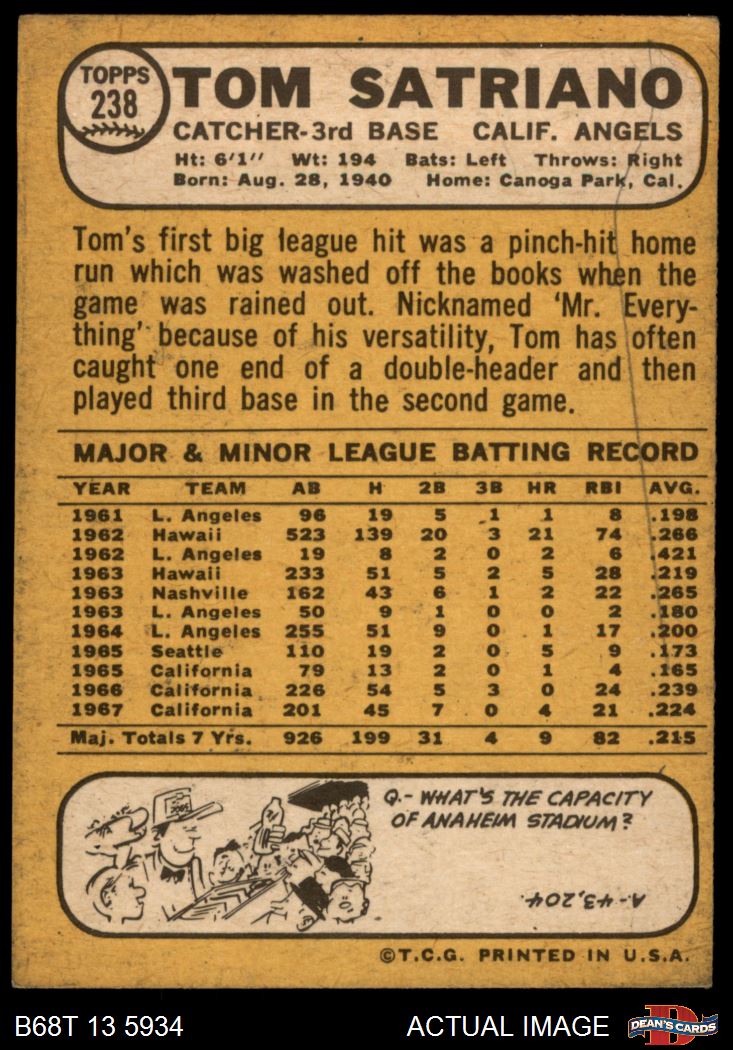 TOPPS
238
TOM SATRIANO
CATCHER-3rd BASE CALIF. ANGELS
Ht: 6'1" Wt: 194 Bats: Left Throws: Right
Born: Aug. 28, 1940 Home: Canoga Park, Cal.
Tom's first big league hit was a pinch-hit home
run which was washed off the books when the
game was rained out. Nicknamed 'Mr. Every-
thing' because of his versatility, Tom has often
caught one end of a double-header and then
played third base in the second game.
MAJOR & MINOR LEAGUE BATTING RECORD
YEAR TEAM AB H 2B 3B HR RBI AVG.
1961 L. Angeles 96 19 5 1 1 8 .198
1962 Hawaii 523 139 20 3 21 74 .266
1962 L. Angeles 19 8 2 0 2 6 .421
1963 Hawaii 233 51 5 2 5 28 .219
1963 Nashville 162 43 6 1 2 22 .265
1963 L. Angeles 50 9 1 0 0 2 .180
1964 L. Angeles 255 51 9 0 1 17 .200
1965 Seattle 110 19 2 0 5 9 .173
1965 California 79 13 2 0 1 4 .165
1966 California 226 54 5 3 0 24 .239
1967 California 201 45 7 0 4 21 .224
Maj. Totals 7 Yrs. 926 199 31 4 9 82 .215
Q.- WHAT'S THE CAPACITY
OF ANAHEIM STADIUM?
A-43,204.
©T.C.G. PRINTED IN U.S.A.
B68T 13 5934 ACTUAL IMAGE DEAN'S CARDS